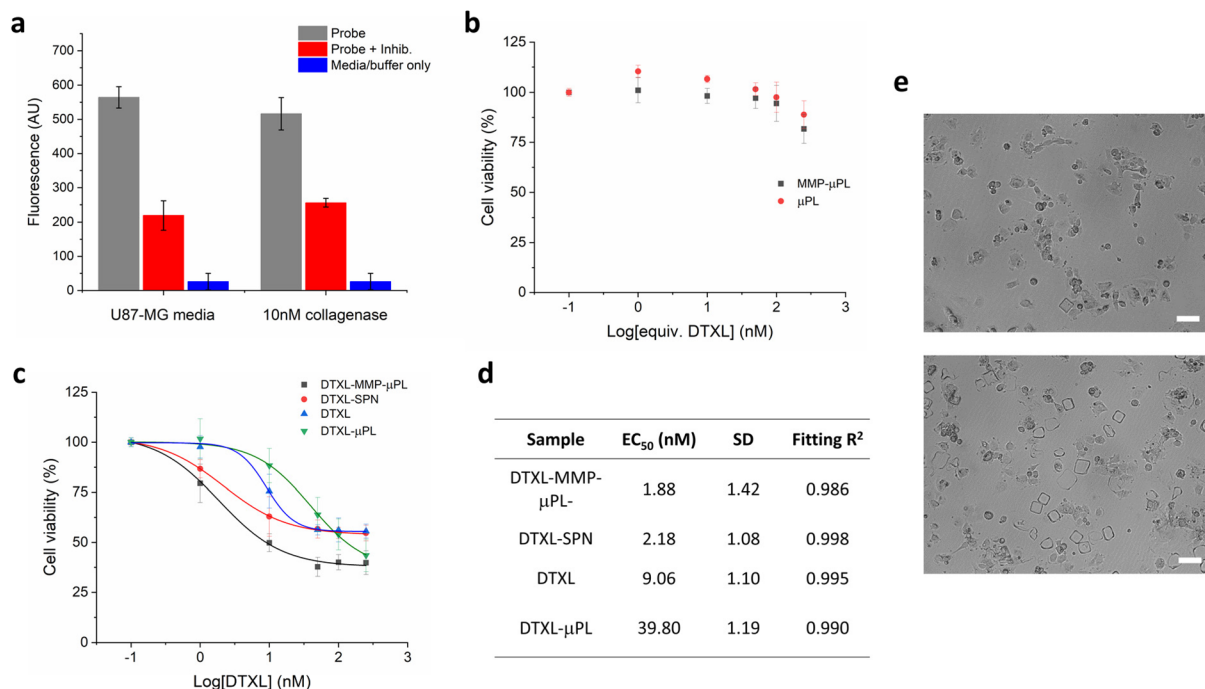 a
Probe
Probe + Inhib.
Media/buffer only
Fluorescence (AU)
700
600
500
400
300
200
100
0
U87-MG media
10nM collagenase
b
Cell viability (%)
125
100
75
50
25
0
MMP-μPL
μPL
-1
0
1
2
3
Log[equiv. DTXL] (nM)
c
DTXL-MMP-μPL
DTXL-SPN
DTXL
DTXL-μPL
Cell viability (%)
125
100
75
50
25
0
-1
0
1
2
3
Log[DTXL] (nM)
d
Sample EC50 (nM) SD Fitting R²
DTXL-MMP-
μPL- 1.88 1.42 0.986
DTXL-SPN 2.18 1.08 0.998
DTXL 9.06 1.10 0.995
DTXL-μPL 39.80 1.19 0.990
e